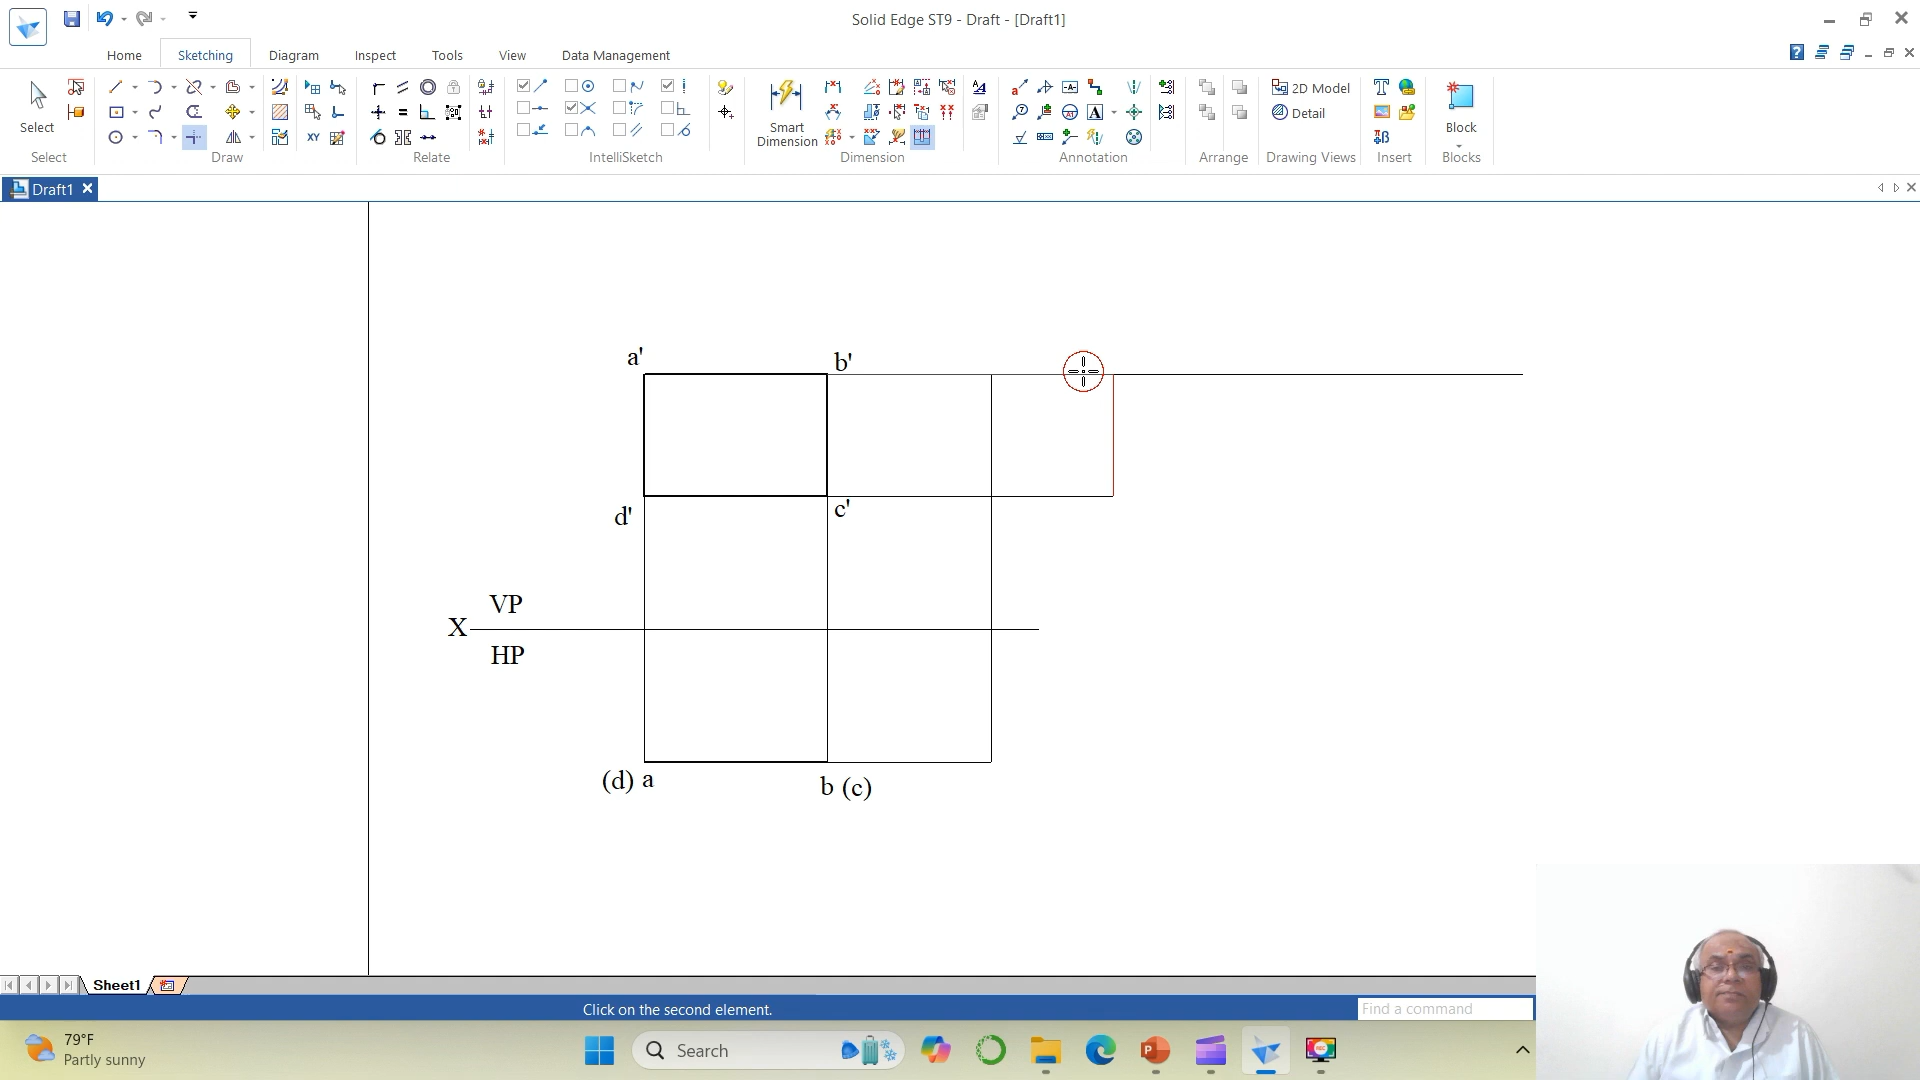 Solid Edge ST9 - Draft - [Draft1]
Home Sketching Diagram Inspect Tools View Data Management
Select
Smart
Dimension
2D Model
Detail
Block
Select Draw Relate IntelliSketch Dimension Annotation Arrange Drawing Views Insert Blocks
Draft1
a'
b'
d'
c'
VP
X
HP
(d) a
b (c)
Sheet1
Click on the second element.
Find a command
79°F
Partly sunny
Search